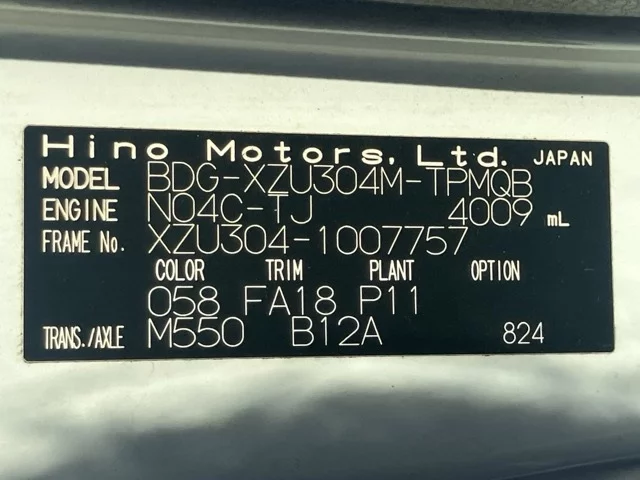 Hino Motors, Ltd. JAPAN
MODEL BDG-XZU304M-TPMQB
ENGINE N04C-TJ 4009 mL
FRAME No. XZU304-1007757
COLOR TRIM PLANT OPTION
058 FA18 P11
TRANS./AXLE M550 B12A 824